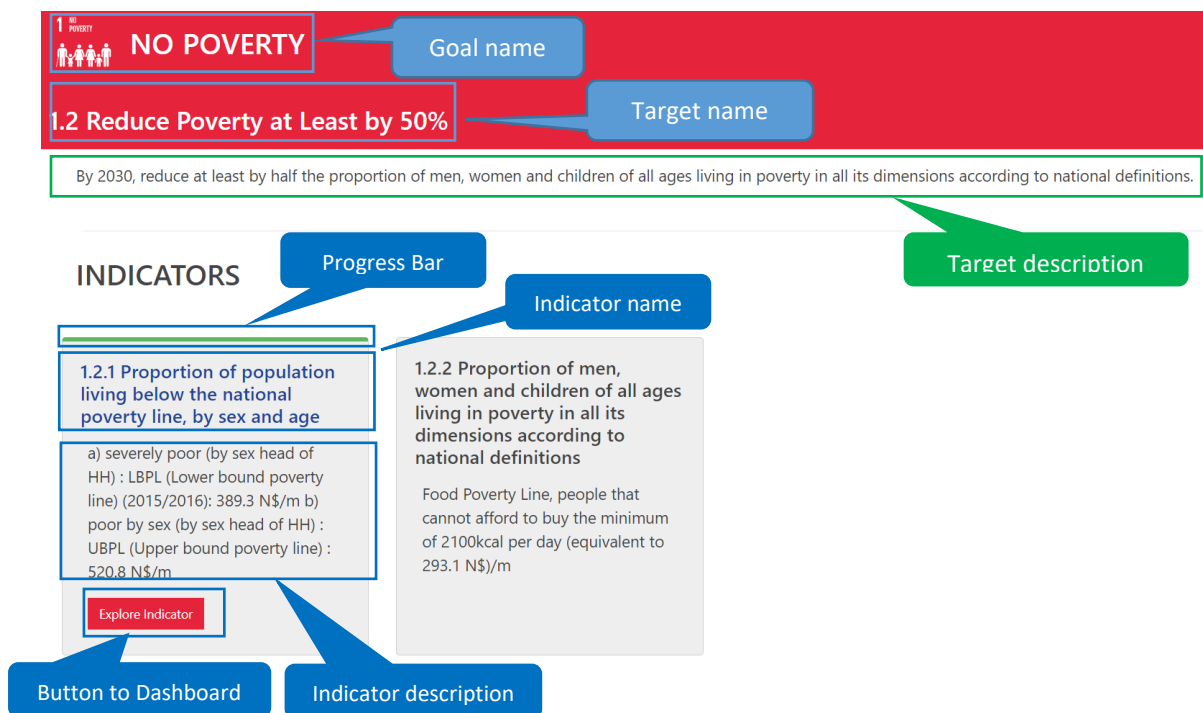 1 NO
POVERTY
NO POVERTY
Goal name
1.2 Reduce Poverty at Least by 50%
Target name
By 2030, reduce at least by half the proportion of men, women and children of all ages living in poverty in all its dimensions according to national definitions.
Target description
INDICATORS
Progress Bar
Indicator name
1.2.1 Proportion of population
living below the national
poverty line, by sex and age
a) severely poor (by sex head of
HH) : LBPL (Lower bound poverty
line) (2015/2016): 389.3 N$/m b)
poor by sex (by sex head of HH) :
UBPL (Upper bound poverty line) :
520.8 N$/m
Explore Indicator
1.2.2 Proportion of men,
women and children of all ages
living in poverty in all its
dimensions according to
national definitions
Food Poverty Line, people that
cannot afford to buy the minimum
of 2100kcal per day (equivalent to
293.1 N$)/m
Button to Dashboard
Indicator description